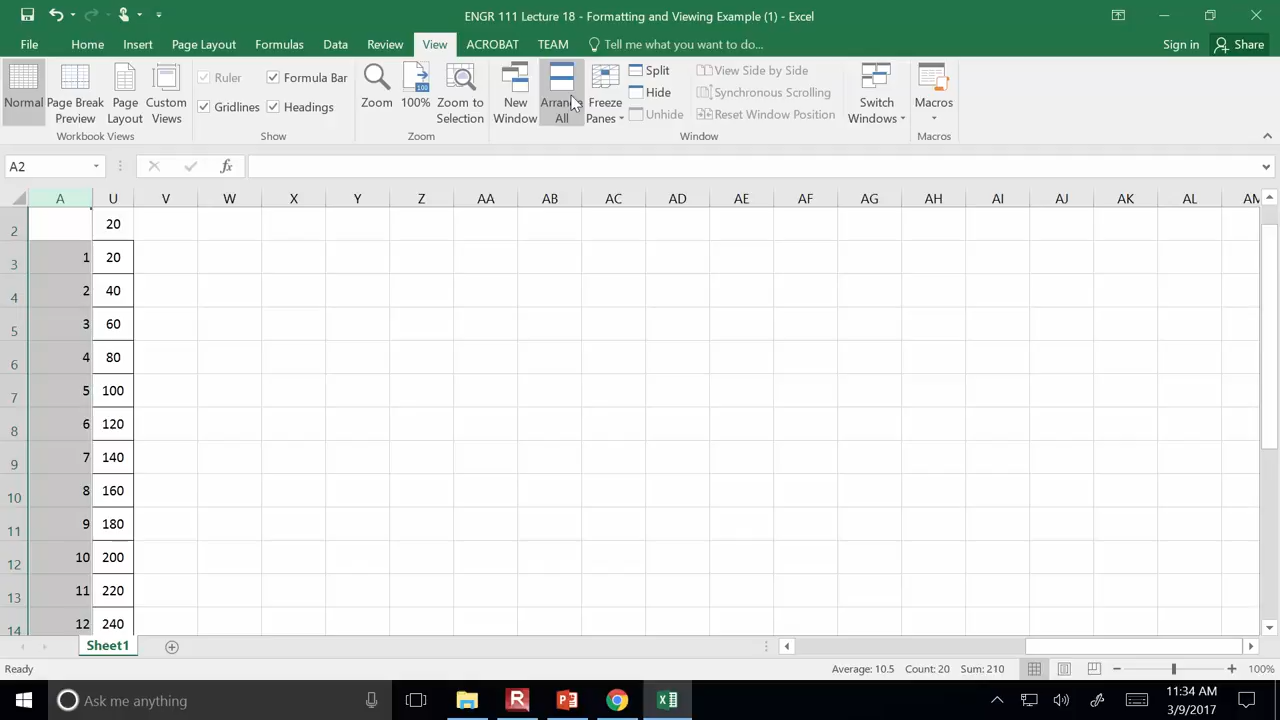 ENGR 111 Lecture 18 - Formatting and Viewing Example (1) - Excel
File Home Insert Page Layout Formulas Data Review View ACROBAT TEAM Tell me what you want to do... Sign in Share
Normal Page Break Preview Page Layout Custom Views
Workbook Views
Ruler Formula Bar
Gridlines Headings
Show
Zoom 100% Zoom to Selection
100
Zoom
New Window Arrange All Freeze Panes
Split
Hide
Unhide
View Side by Side
Synchronous Scrolling
Reset Window Position
Window
Switch Windows
Macros
Macros
A2 fx
A U V W X Y Z AA AB AC AD AE AF AG AH AI AJ AK AL AM
2 20
3 1 20
4 2 40
5 3 60
6 4 80
7 5 100
8 6 120
9 7 140
10 8 160
11 9 180
12 10 200
13 11 220
14 12 240
Sheet1
Ready Average: 10.5 Count: 20 Sum: 210 100%
Ask me anything 11:34 AM
3/9/2017